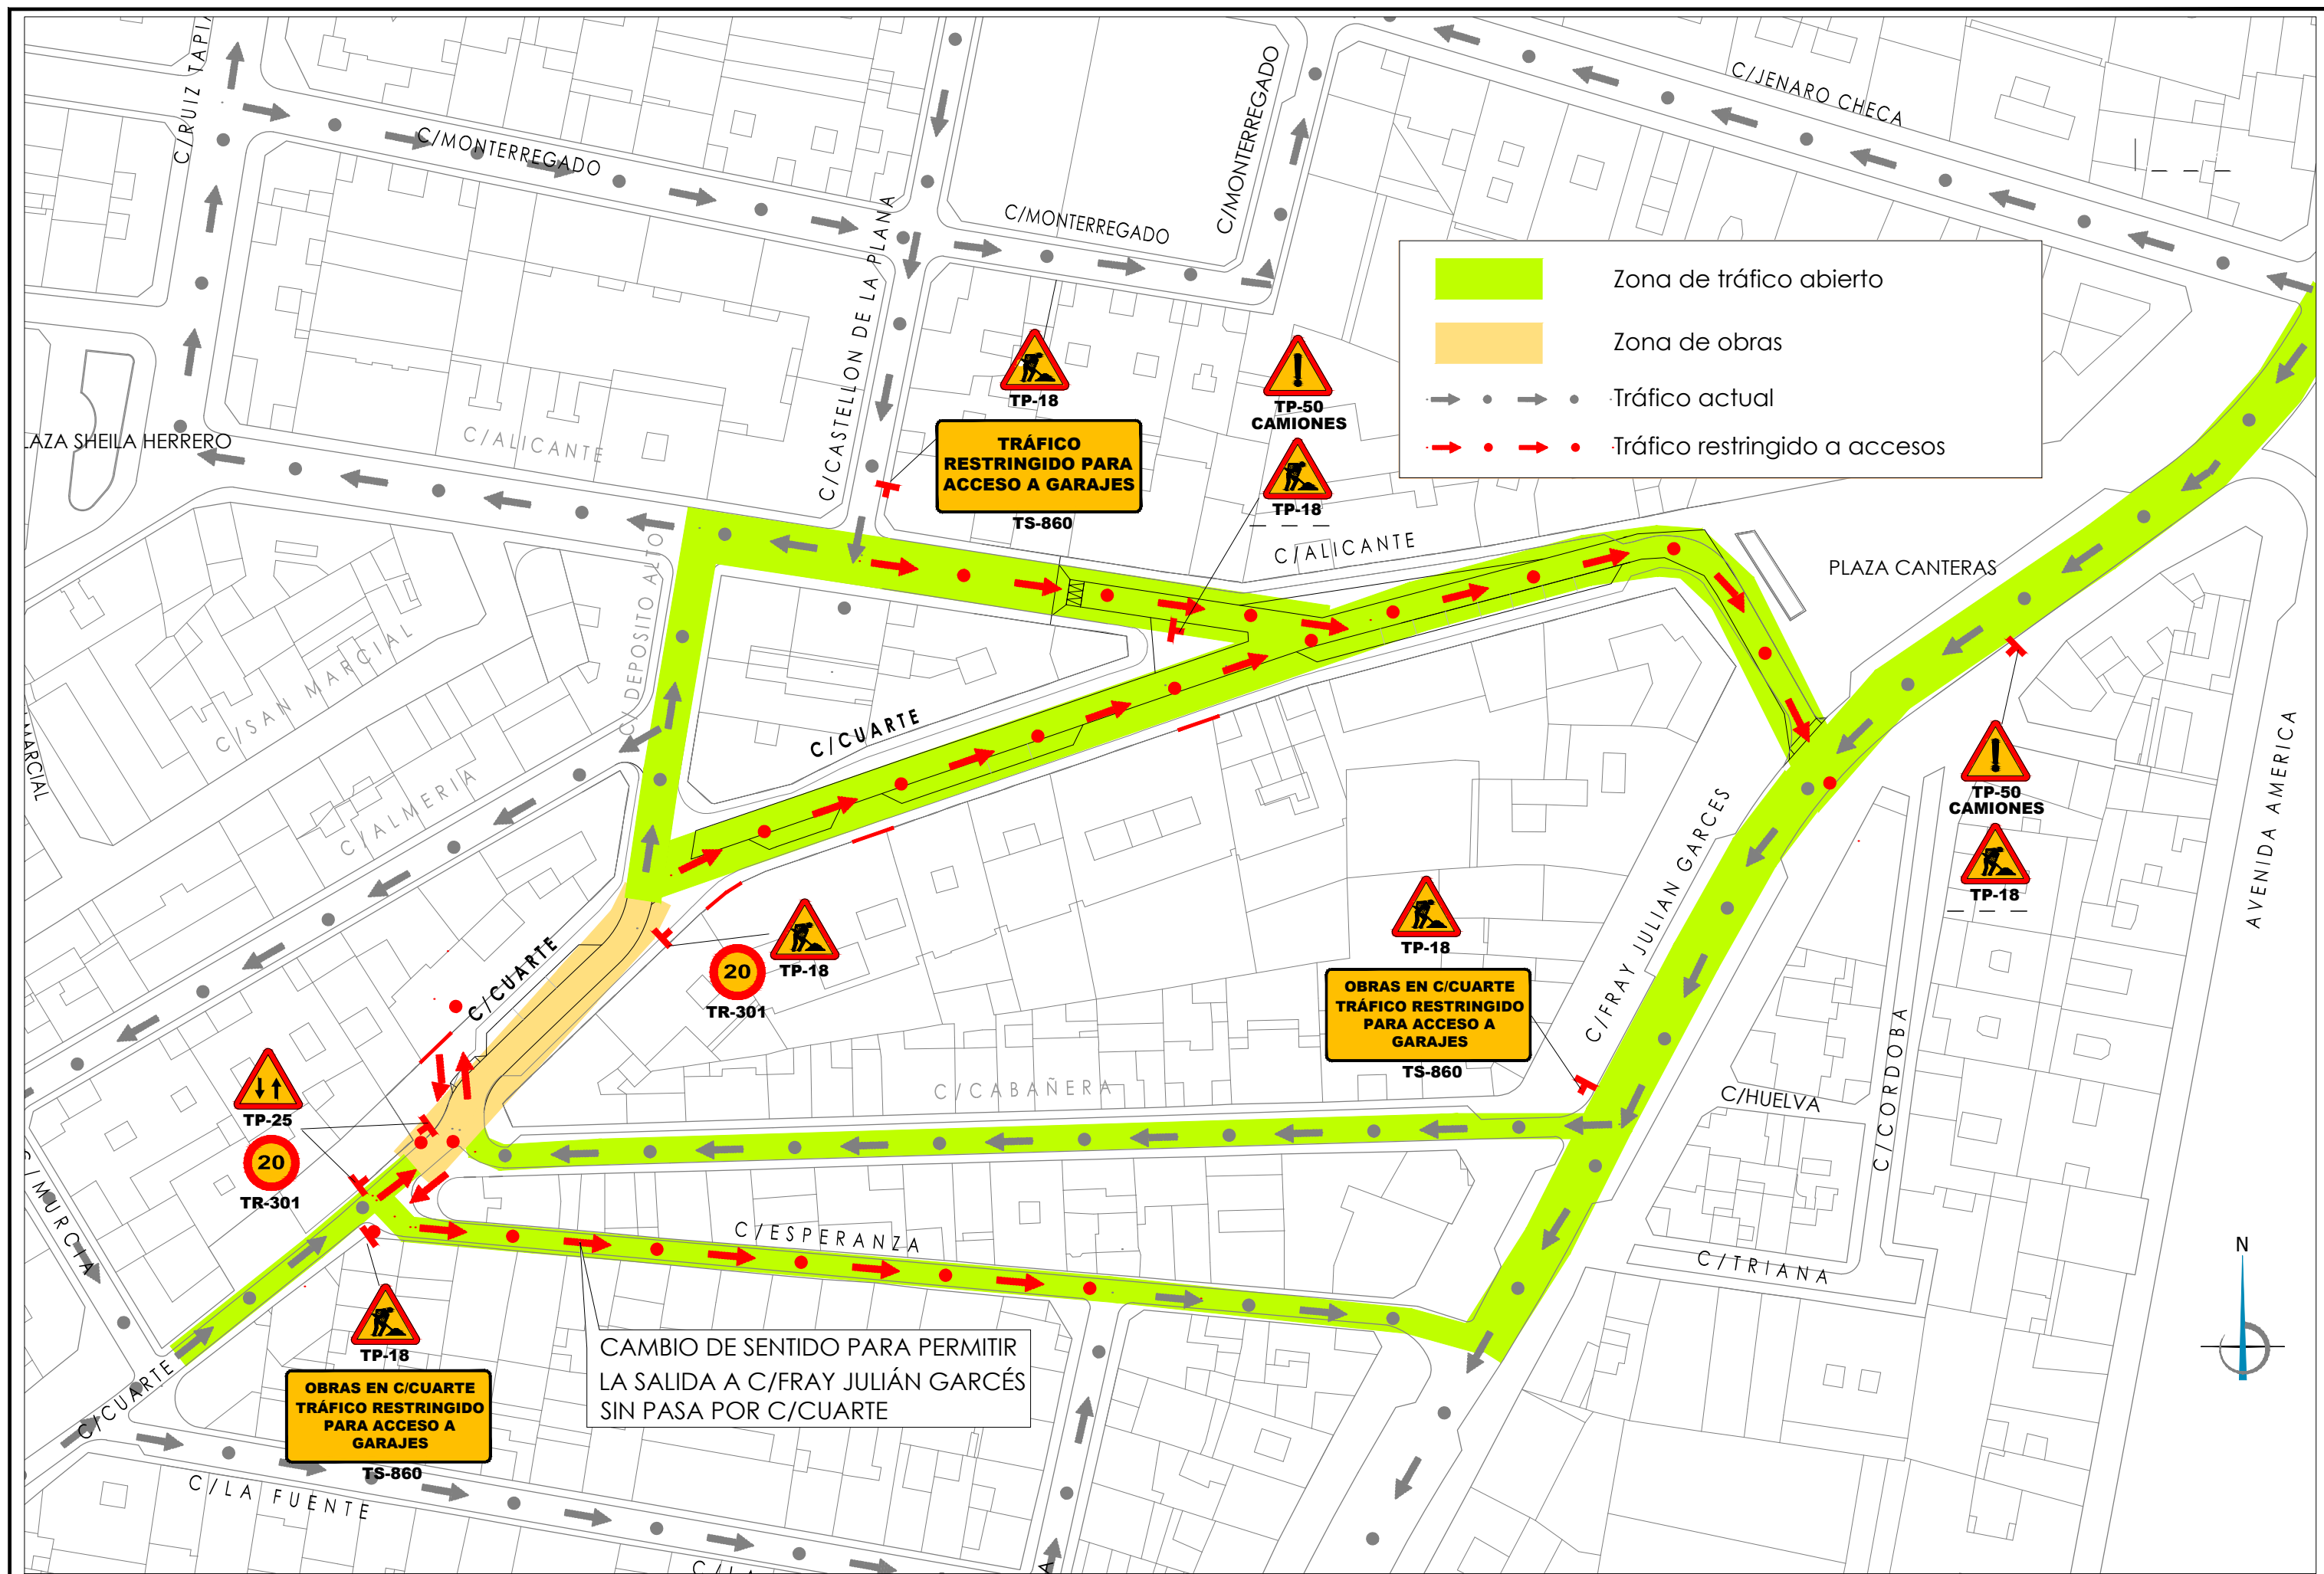 C/RUIZ TAPIA
C/MONTERREGADO
C/MONTERREGADO
C/MONTERREGADO
C/JENARO CHECA
C/CASTELLON DE LA PLANA
Zona de tráfico abierto
Zona de obras
Tráfico actual
Tráfico restringido a accesos
TP-18
TRÁFICO
RESTRINGIDO PARA
ACCESO A GARAJES
TS-860
TP-50
CAMIONES
TP-18
LAZA SHEILA HERRERO
C/ALICANTE
C/ALICANTE
PLAZA CANTERAS
C/DEPOSITO ALTO
C/SAN MARCIAL
MARCIAL
C/ALMERIA
C/CUARTE
C/CUARTE
AVENIDA AMERICA
TP-50
CAMIONES
TP-18
C/FRAY JULIAN GARCES
TP-18
20
TR-301
TP-18
OBRAS EN C/CUARTE
TRÁFICO RESTRINGIDO
PARA ACCESO A
GARAJES
TS-860
C/CABAÑERA
C/HUELVA
C/CORDOBA
C/TRIANA
TP-25
20
TR-301
C/MURCIA
C/ESPERANZA
CAMBIO DE SENTIDO PARA PERMITIR
LA SALIDA A C/FRAY JULIÁN GARCÉS
SIN PASA POR C/CUARTE
TP-18
OBRAS EN C/CUARTE
TRÁFICO RESTRINGIDO
PARA ACCESO A
GARAJES
TS-860
C/CUARTE
C/LA FUENTE
C/LA
A
N